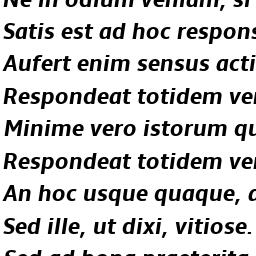 Ne in odium veniam, si
Satis est ad hoc respons
Aufert enim sensus acti
Respondeat totidem ve
Minime vero istorum qu
Respondeat totidem ve
An hoc usque quaque,
Sed ille, ut dixi, vitiose.
Sed ad bona praeterita